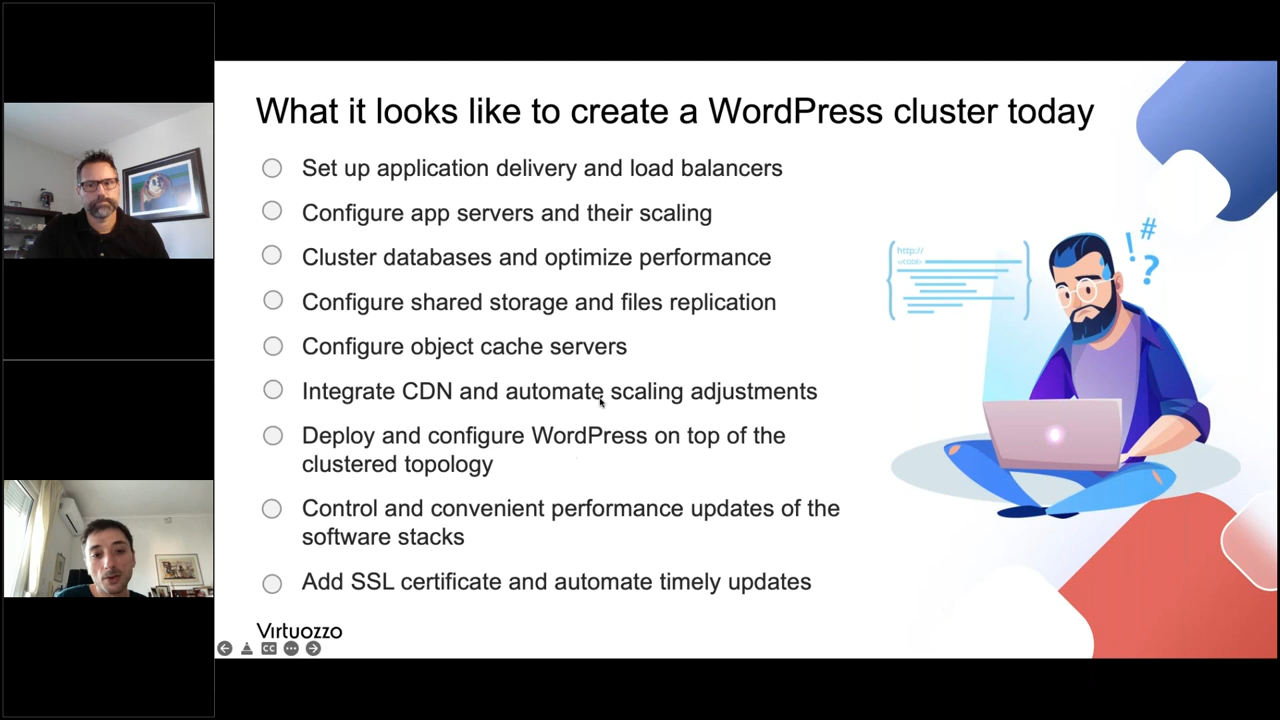 What it looks like to create a WordPress cluster today
Set up application delivery and load balancers
Configure app servers and their scaling
Cluster databases and optimize performance
Configure shared storage and files replication
Configure object cache servers
Integrate CDN and automate scaling adjustments
Deploy and configure WordPress on top of the
clustered topology
Control and convenient performance updates of the
software stacks
Add SSL certificate and automate timely updates
http://
<CODE>
#
!
?
Virtuozzo
CC